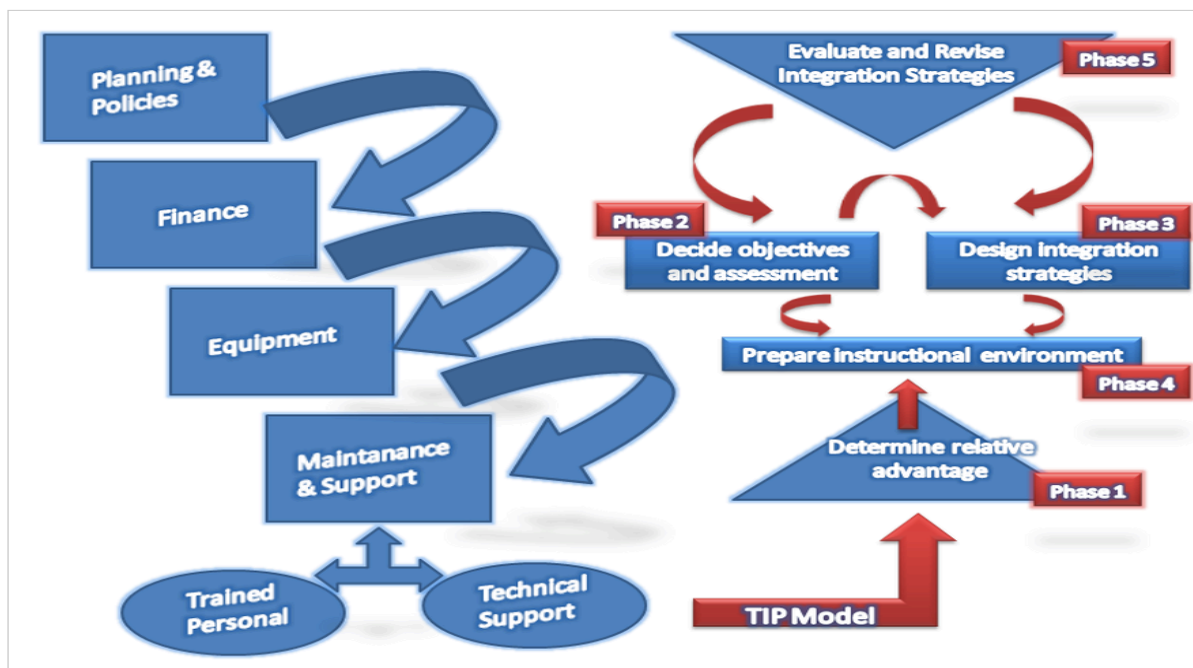 Planning &
Policies
Finance
Equipment
Maintanance
& Support
Trained
Personal
Technical
Support
Evaluate and Revise
Integration Strategies
Phase 5
Phase 2
Decide objectives
and assessment
Phase 3
Design integration
strategies
Prepare instructional environment
Phase 4
Determine relative
advantage
Phase 1
TIP Model